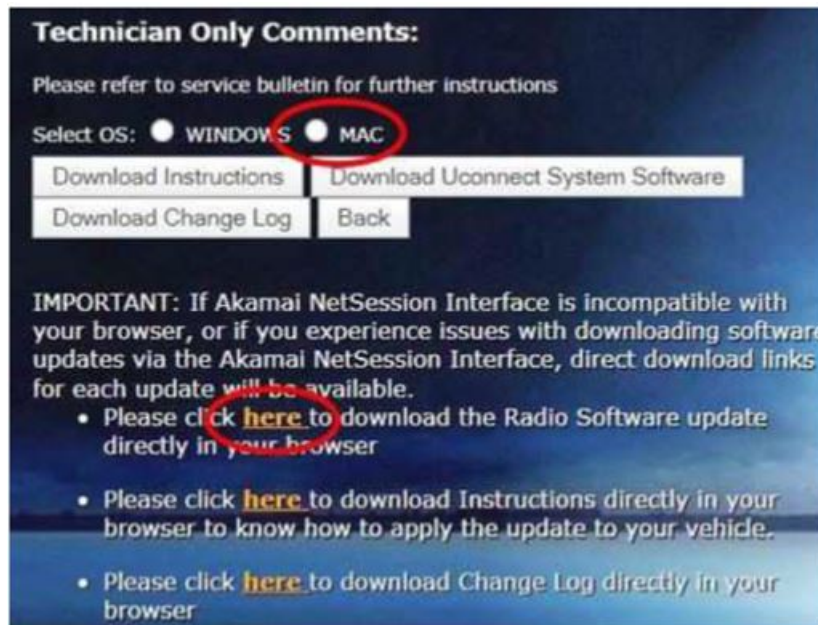 Technician Only Comments:
Please refer to service bulletin for further instructions
Select OS: WINDOWS MAC
Download Instructions Download Uconnect System Software
Download Change Log Back
IMPORTANT: If Akamai NetSession Interface is incompatible with
your browser, or if you experience issues with downloading software
updates via the Akamai NetSession Interface, direct download links
for each update will be available.
• Please click here to download the Radio Software update
directly in your browser
• Please click here to download Instructions directly in your
browser to know how to apply the update to your vehicle.
• Please click here to download Change Log directly in your
browser